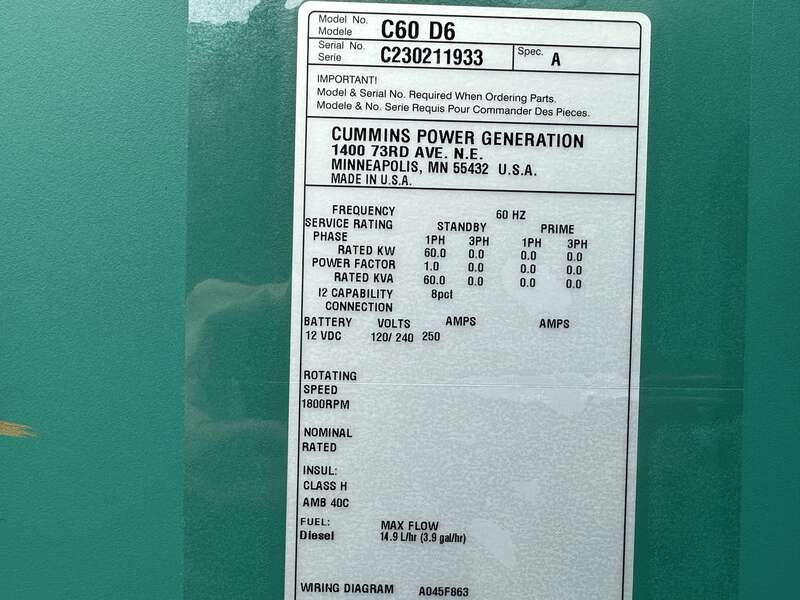 Model No. C60 D6
Modele
Serial No. C230211933 Spec. A
Serie
IMPORTANT!
Model & Serial No. Required When Ordering Parts.
Modele & No. Serie Requis Pour Commander Des Pieces.
CUMMINS POWER GENERATION
1400 73RD AVE. N.E.
MINNEAPOLIS, MN 55432 U.S.A.
MADE IN U.S.A.
FREQUENCY 60 HZ
SERVICE RATING STANDBY PRIME
PHASE 1PH 3PH 1PH 3PH
RATED KW 60.0 0.0 0.0 0.0
POWER FACTOR 1.0 0.0 0.0 0.0
RATED KVA 60.0 0.0 0.0 0.0
I2 CAPABILITY 8pct
CONNECTION
BATTERY VOLTS AMPS AMPS
12 VDC 120/ 240 250
ROTATING
SPEED
1800RPM
NOMINAL
RATED
INSUL:
CLASS H
AMB 40C
FUEL: MAX FLOW
Diesel 14.9 L/hr (3.9 gal/hr)
WIRING DIAGRAM A045F863